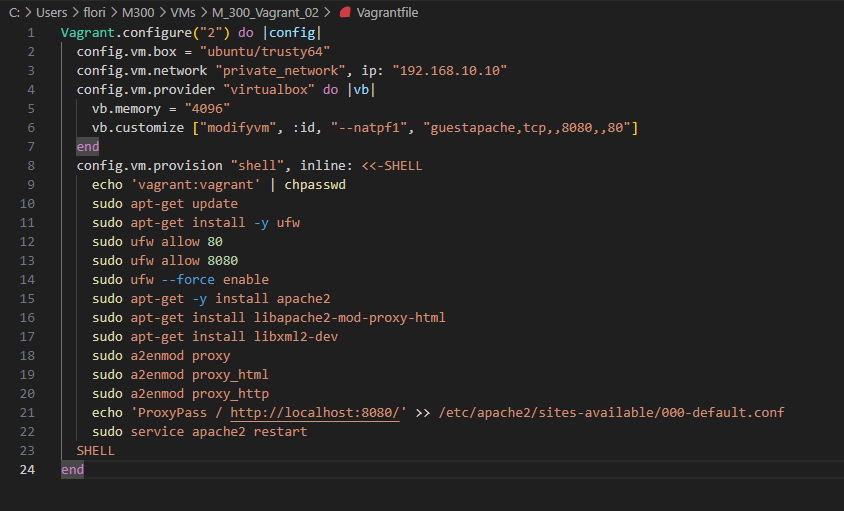 C: > Users > flori > M300 > VMs > M_300_Vagrant_02 > Vagrantfile
1 Vagrant.configure("2") do |config|
2 config.vm.box = "ubuntu/trusty64"
3 config.vm.network "private_network", ip: "192.168.10.10"
4 config.vm.provider "virtualbox" do |vb|
5 vb.memory = "4096"
6 vb.customize ["modifyvm", :id, "--natpf1", "guestapache,tcp,,8080,,80"]
7 end
8 config.vm.provision "shell", inline: <<-SHELL
9 echo 'vagrant:vagrant' | chpasswd
10 sudo apt-get update
11 sudo apt-get install -y ufw
12 sudo ufw allow 80
13 sudo ufw allow 8080
14 sudo ufw --force enable
15 sudo apt-get -y install apache2
16 sudo apt-get install libapache2-mod-proxy-html
17 sudo apt-get install libxml2-dev
18 sudo a2enmod proxy
19 sudo a2enmod proxy_html
20 sudo a2enmod proxy_http
21 echo 'ProxyPass / http://localhost:8080/' >> /etc/apache2/sites-available/000-default.conf
22 sudo service apache2 restart
23 SHELL
24 end